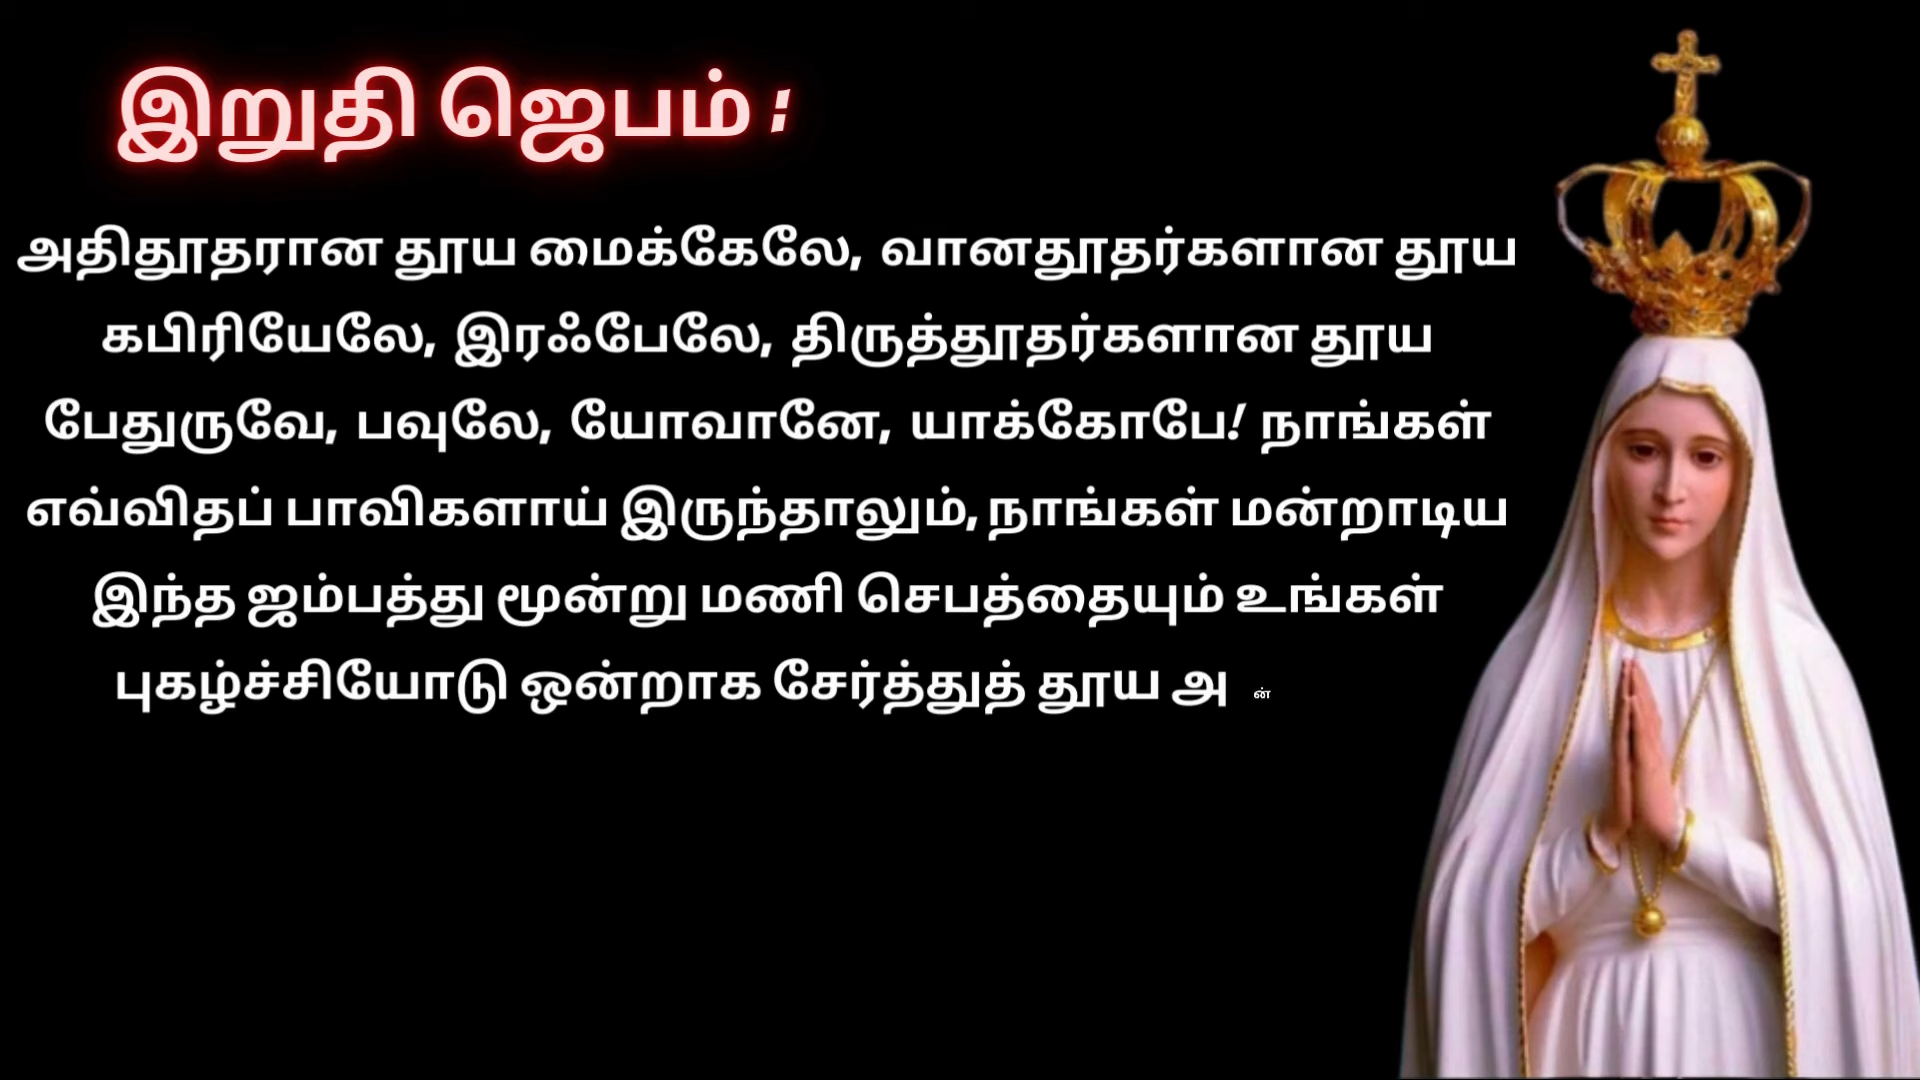 இறுதி ஜெபம் :
அதிதூதரான தூய மைக்கேலே, வானதூதர்களான தூய
கபிரியேலே, இரஃபேலே, திருத்தூதர்களான தூய
பேதுருவே, பவுலே, யோவானே, யாக்கோபே! நாங்கள்
எவ்விதப் பாவிகளாய் இருந்தாலும், நாங்கள் மன்றாடிய
இந்த ஜம்பத்து மூன்று மணி செபத்தையும் உங்கள்
புகழ்ச்சியோடு ஒன்றாக சேர்த்துத் தூய அ ன்